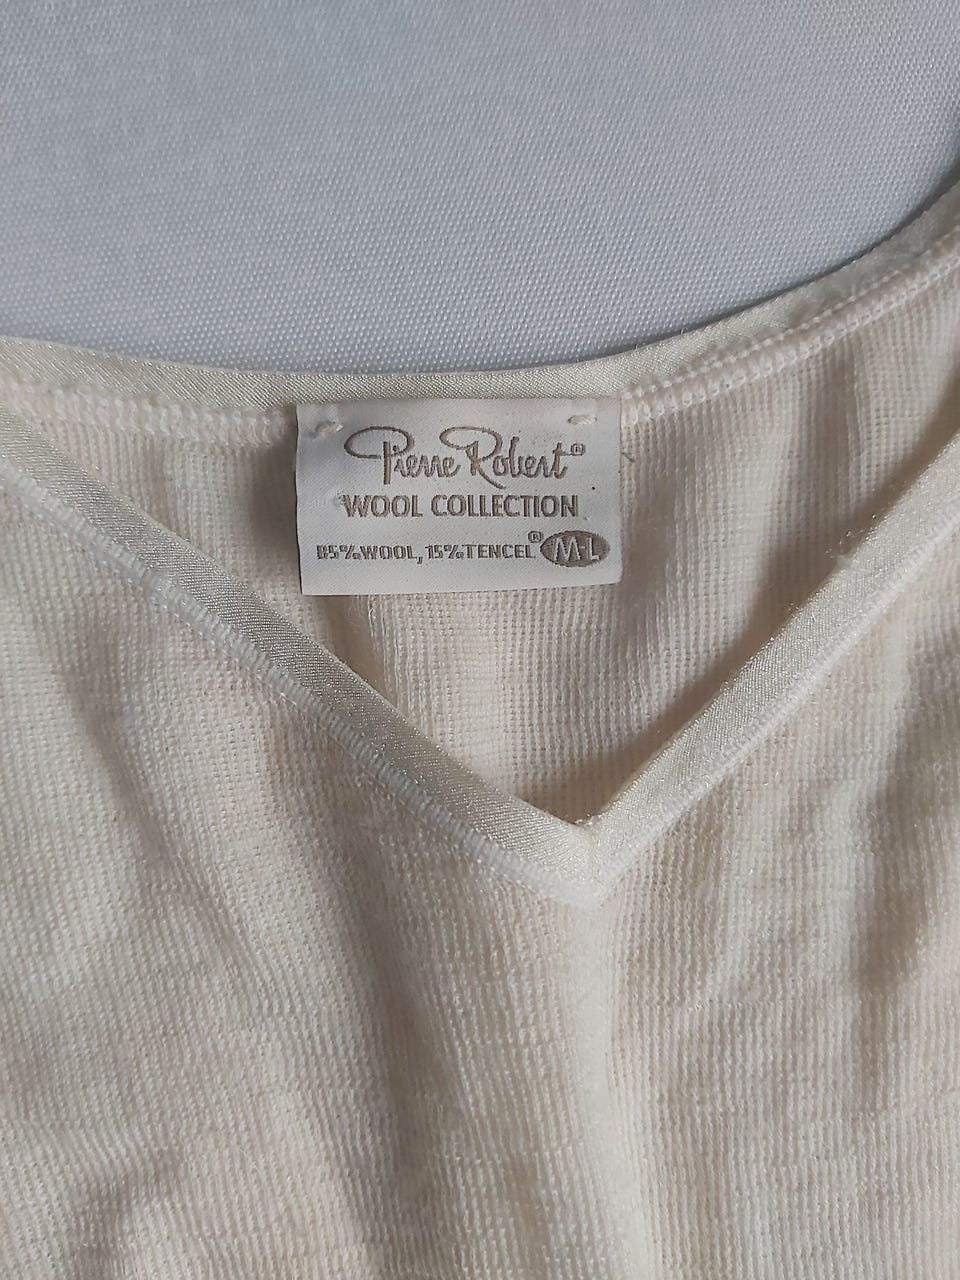 Pierre Robert®
WOOL COLLECTION
85%WOOL, 15%TENCEL® M-L